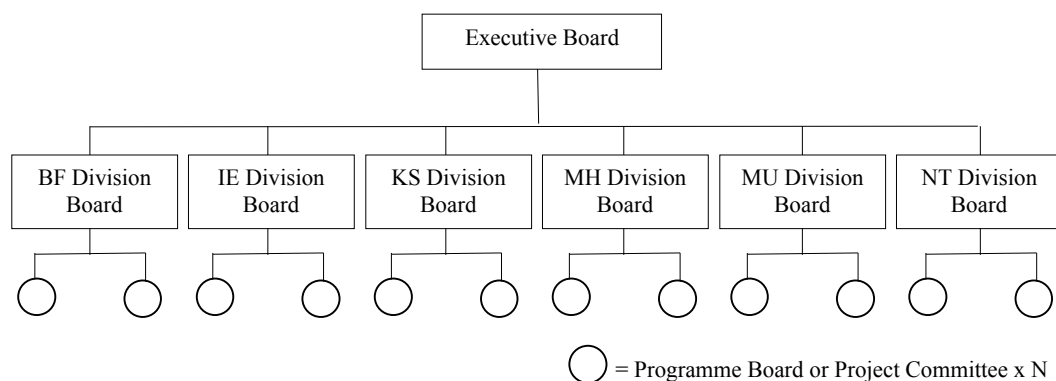 Executive Board
BF Division
Board
IE Division
Board
KS Division
Board
MH Division
Board
MU Division
Board
NT Division
Board
= Programme Board or Project Committee x N